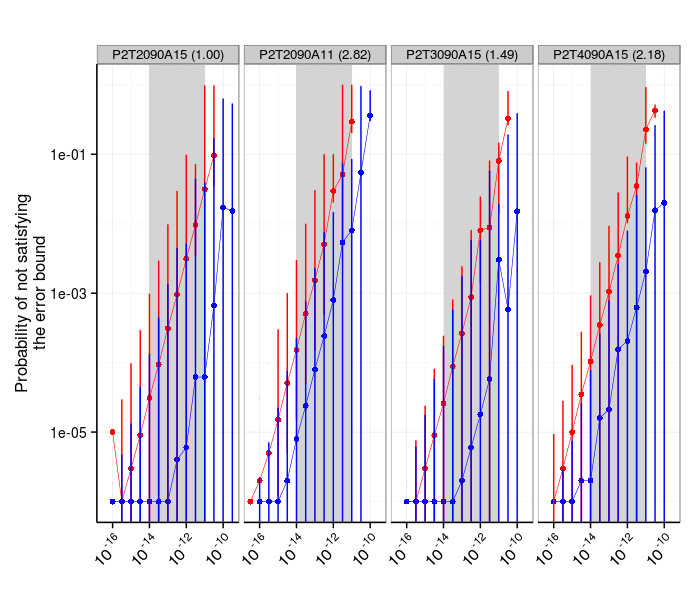 P2T2090A15 (1.00) P2T2090A11 (2.82) P2T3090A15 (1.49) P2T4090A15 (2.18)
Probability of not satisfying
the error bound
1e-01
1e-03
1e-05
10^-16 10^-14 10^-12 10^-10 10^-16 10^-14 10^-12 10^-10 10^-16 10^-14 10^-12 10^-10 10^-16 10^-14 10^-12 10^-10